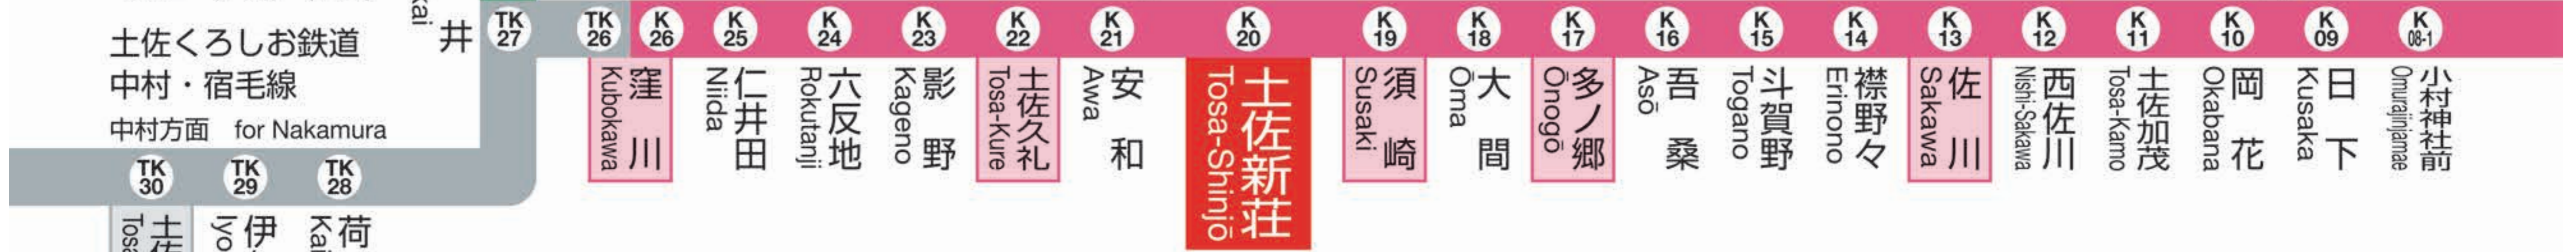 土佐くろしお鉄道
中村・宿毛線
中村方面 for Nakamura
TK
30
TK
29
TK
28
井
TK
27
TK
26
K
26
窪川
Kubokawa
K
25
仁井田
Niida
K
24
六反地
Rokutanji
K
23
影野
Kageno
K
22
土佐久礼
Tosa-Kure
K
21
安和
Awa
K
20
土佐新荘
Tosa-Shinjō
K
19
須崎
Susaki
K
18
大間
Ōma
K
17
多ノ郷
Ōnogō
K
16
吾桑
Asō
K
15
斗賀野
Togano
K
14
襟野々
Erinono
K
13
佐川
Sakawa
K
12
西佐川
Nishi-Sakawa
K
11
土佐加茂
Tosa-Kamo
K
10
岡花
Okabana
K
09
日下
Kusaka
K
08-1
小村神社前
Omurajinjamae
土佐
Tosa
伊
Iyo
荷
Kai